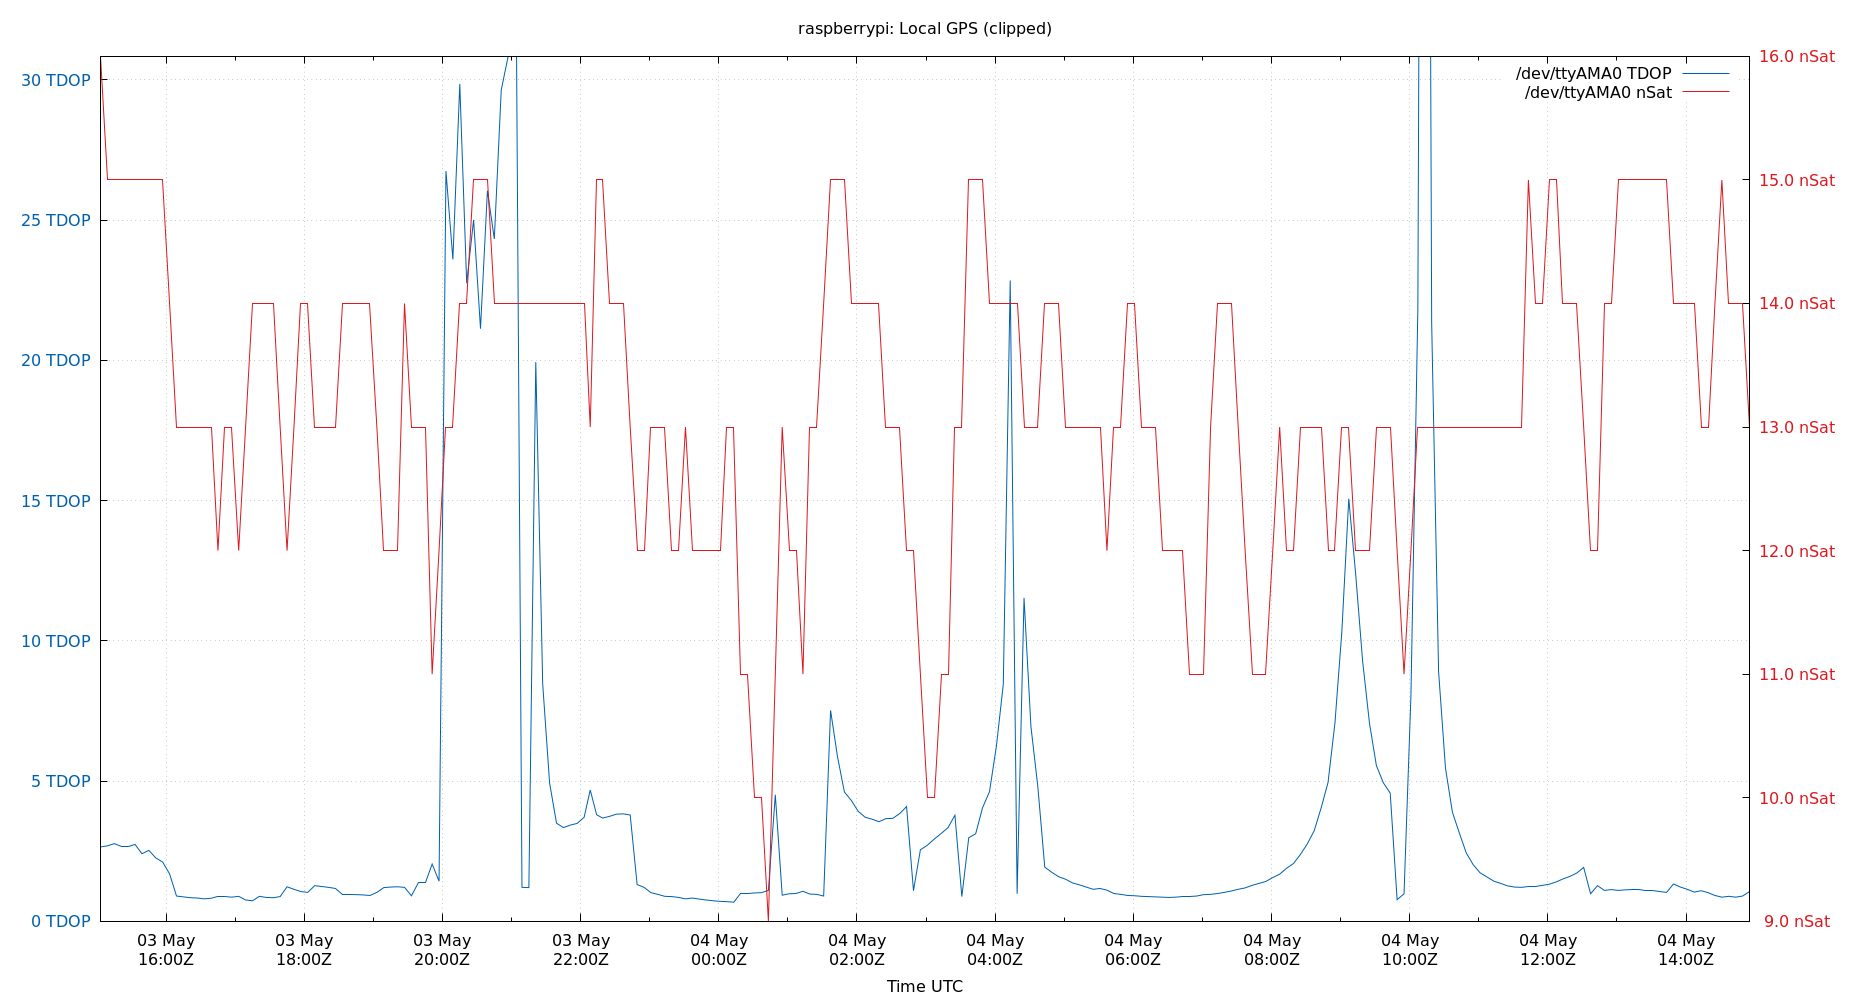 raspberrypi: Local GPS (clipped)
/dev/ttyAMA0 TDOP
/dev/ttyAMA0 nSat
30 TDOP
25 TDOP
20 TDOP
15 TDOP
10 TDOP
5 TDOP
0 TDOP
16.0 nSat
15.0 nSat
14.0 nSat
13.0 nSat
12.0 nSat
11.0 nSat
10.0 nSat
9.0 nSat
03 May
16:00Z
03 May
18:00Z
03 May
20:00Z
03 May
22:00Z
04 May
00:00Z
04 May
02:00Z
04 May
04:00Z
04 May
06:00Z
04 May
08:00Z
04 May
10:00Z
04 May
12:00Z
04 May
14:00Z
Time UTC